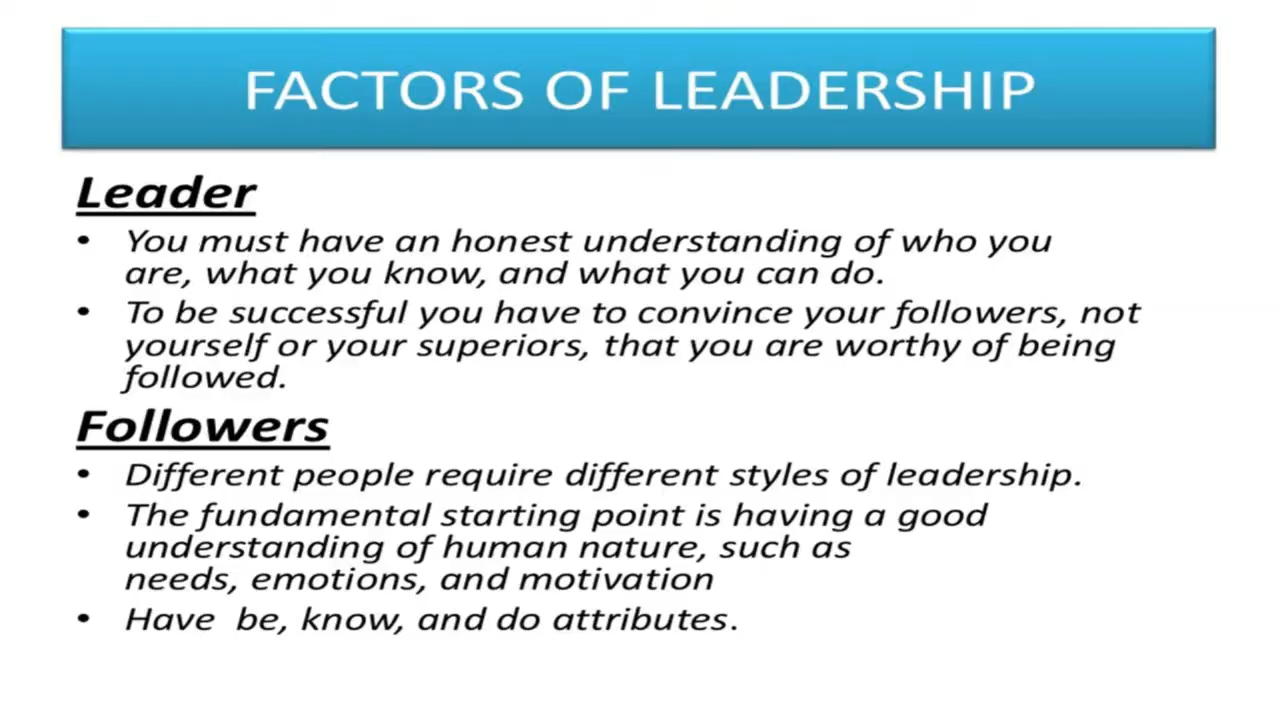 FACTORS OF LEADERSHIP
Leader
• You must have an honest understanding of who you
are, what you know, and what you can do.
• To be successful you have to convince your followers, not
yourself or your superiors, that you are worthy of being
followed.
Followers
• Different people require different styles of leadership.
• The fundamental starting point is having a good
understanding of human nature, such as
needs, emotions, and motivation
• Have  be, know, and do attributes.